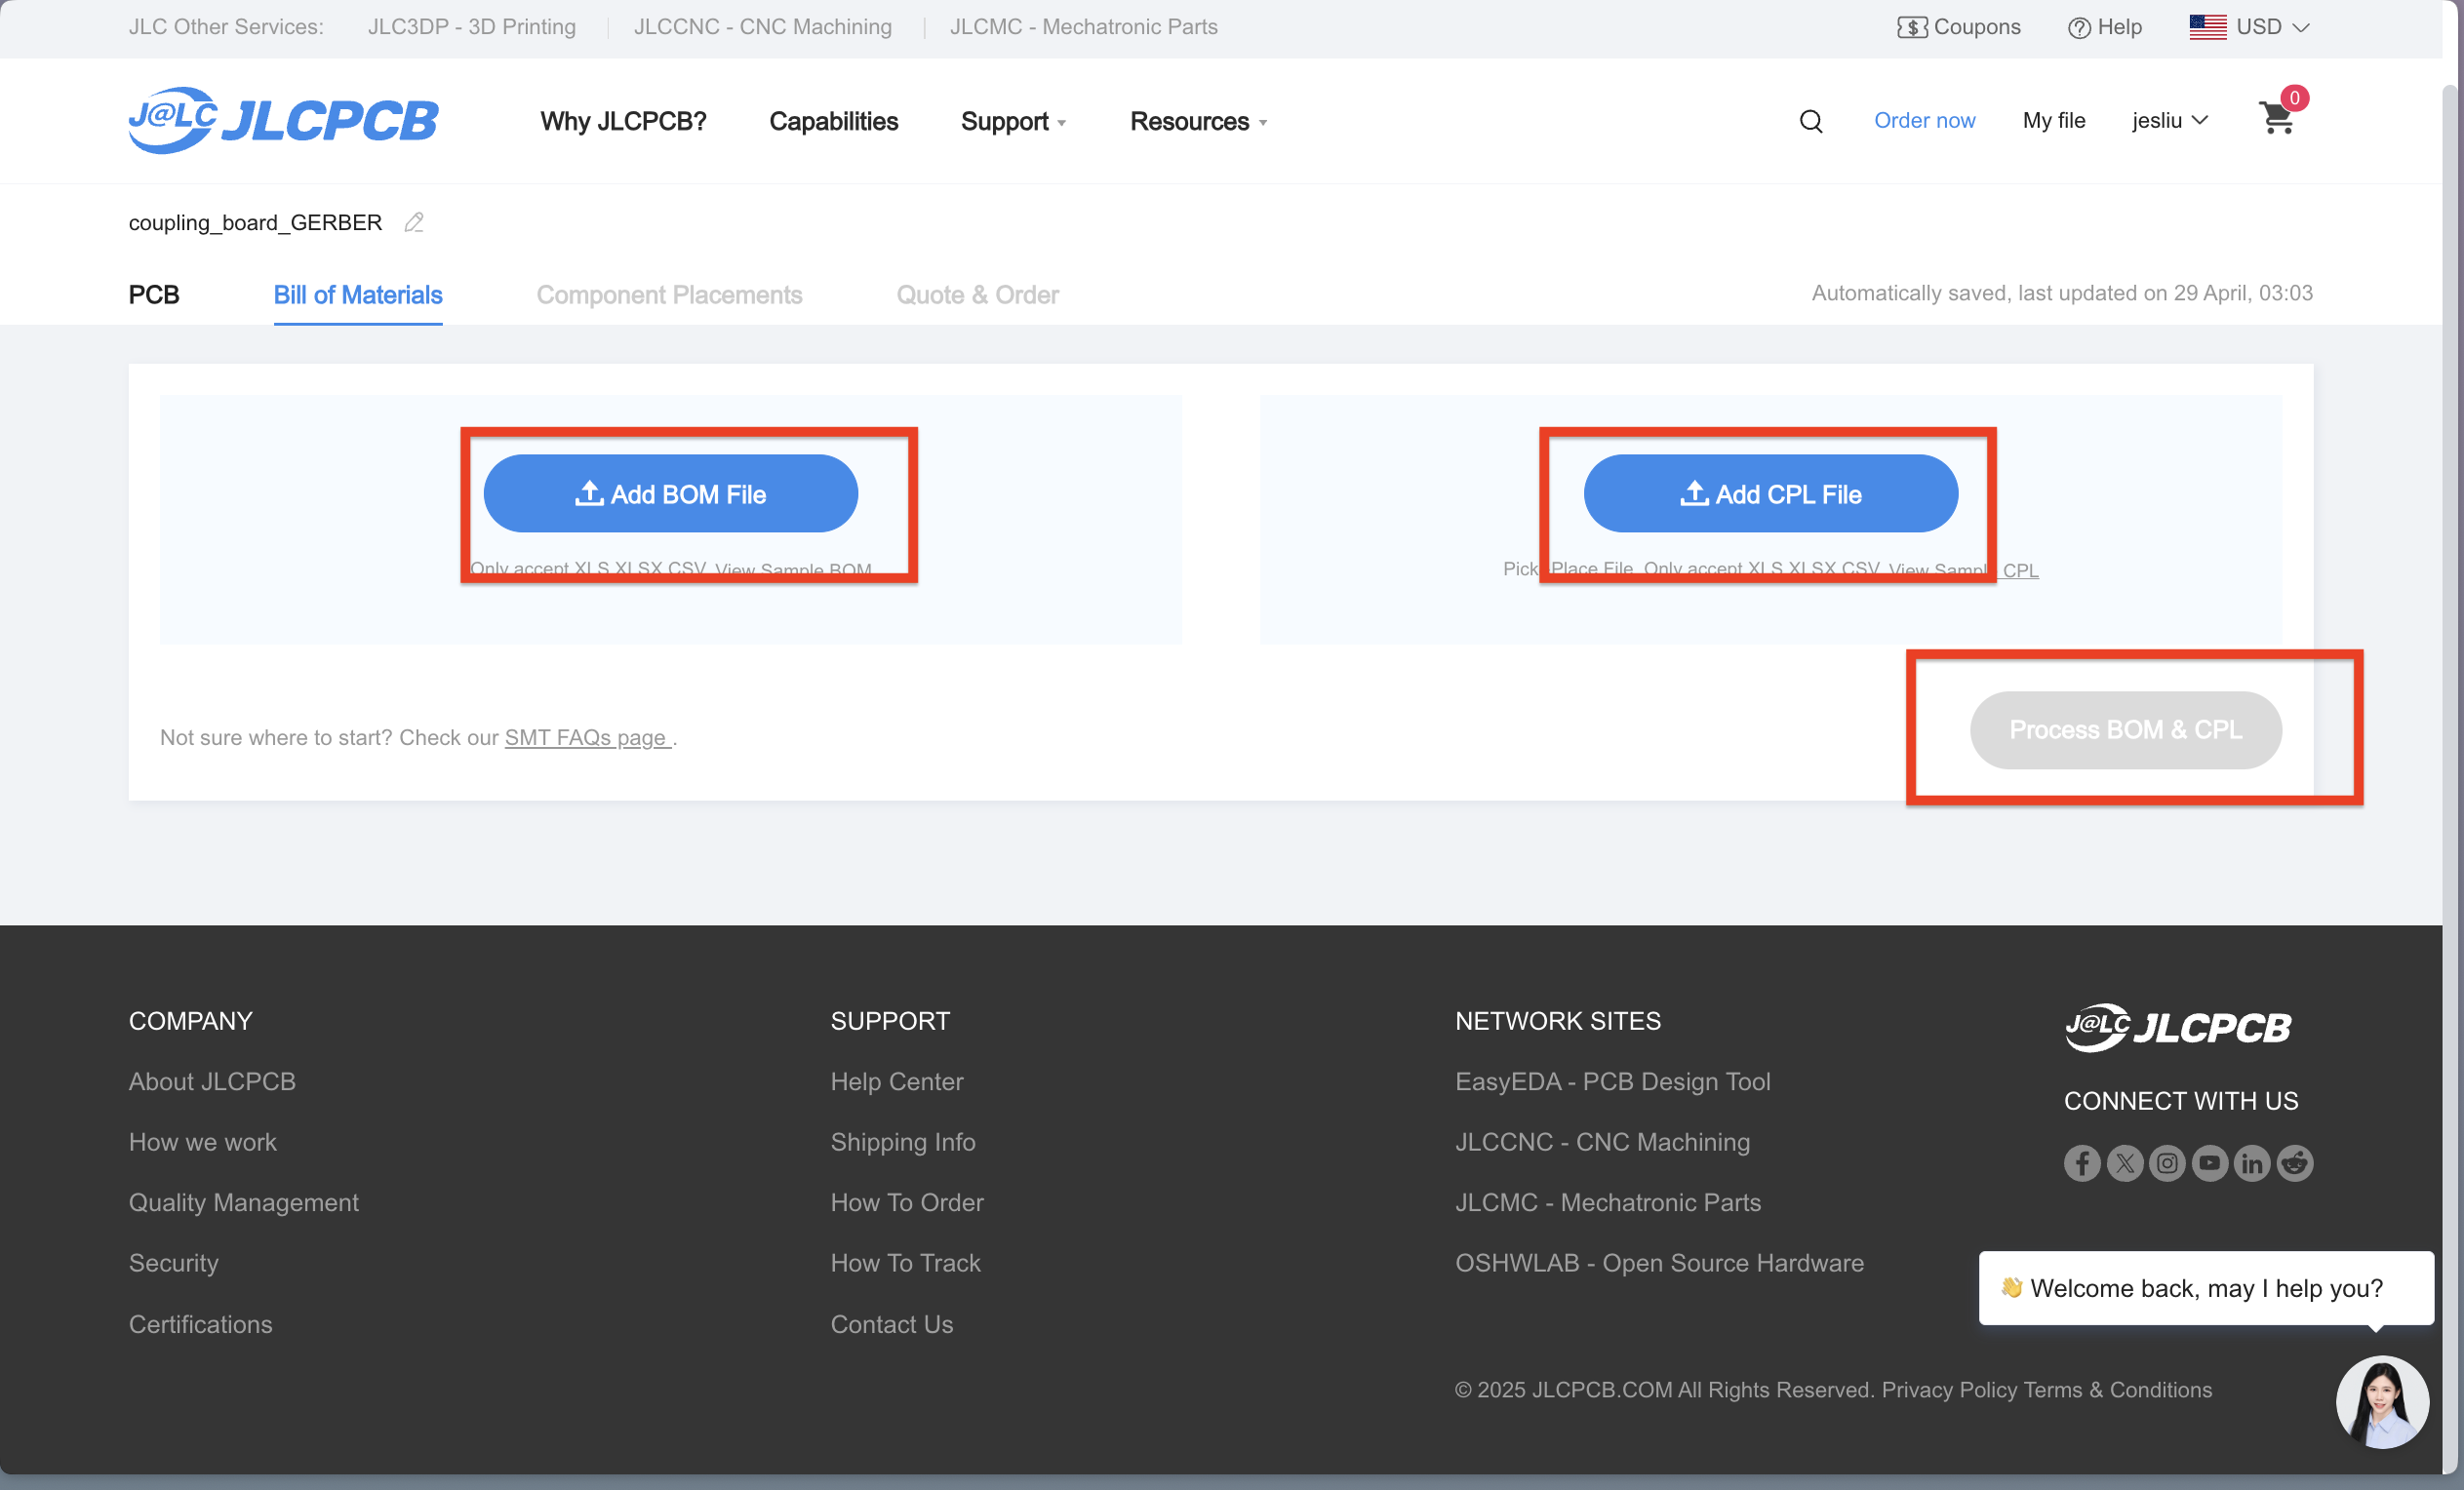 JLC Other Services: JLC3DP - 3D Printing JLCCNC - CNC Machining JLCMC - Mechatronic Parts Coupons Help USD
J@LC JLCPCB Why JLCPCB? Capabilities Support Resources Order now My file jesliu 0
coupling_board_GERBER
PCB Bill of Materials Component Placements Quote & Order Automatically saved, last updated on 29 April, 03:03
Add BOM File Add CPL File
Only accept XLS XLSX CSV View Sample BOM Pick Place File. Only accept XLS XLSX CSV View Sample CPL
Process BOM & CPL
Not sure where to start? Check our SMT FAQs page .
COMPANY
About JLCPCB
How we work
Quality Management
Security
Certifications
SUPPORT
Help Center
Shipping Info
How To Order
How To Track
Contact Us
NETWORK SITES
EasyEDA - PCB Design Tool
JLCCNC - CNC Machining
JLCMC - Mechatronic Parts
OSHWLAB - Open Source Hardware
J@LC JLCPCB
CONNECT WITH US
👋 Welcome back, may I help you?
© 2025 JLCPCB.COM All Rights Reserved. Privacy Policy Terms & Conditions